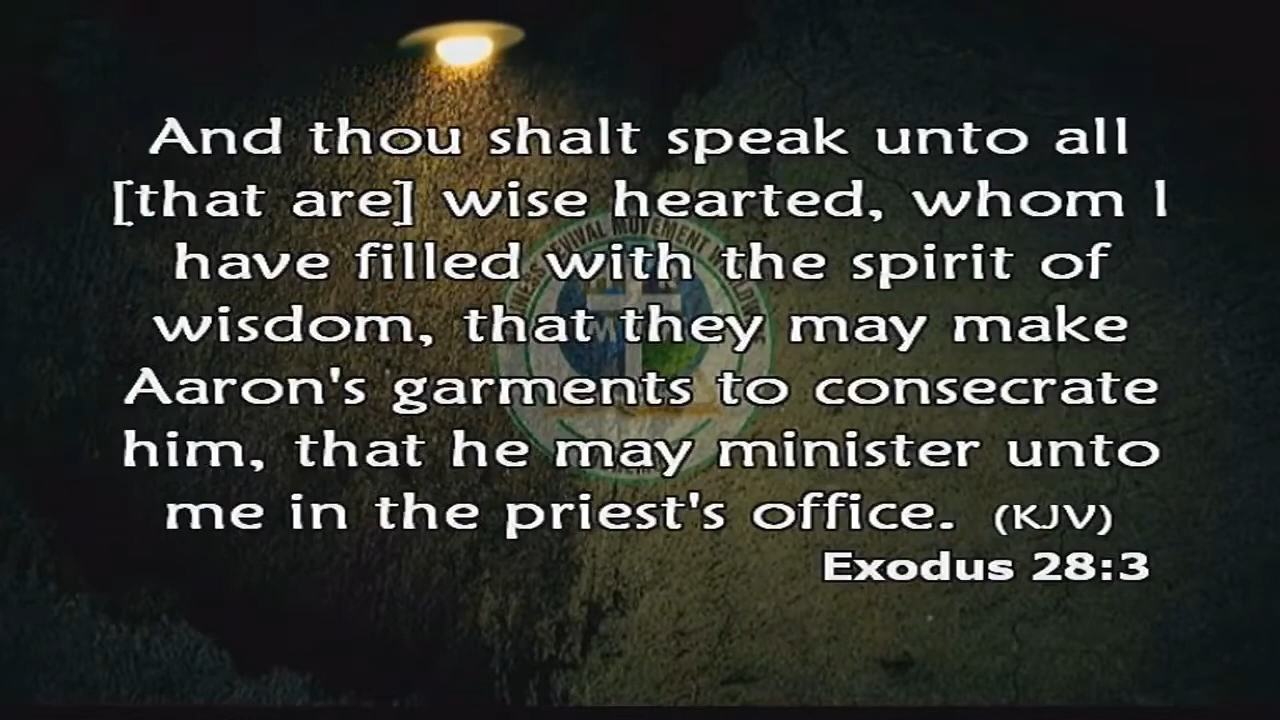 And thou shalt speak unto all
[that are] wise hearted, whom I
have filled with the spirit of
wisdom, that they may make
Aaron's garments to consecrate
him, that he may minister unto
me in the priest's office. (KJV)
Exodus 28:3
REVIVAL MOVEMENT